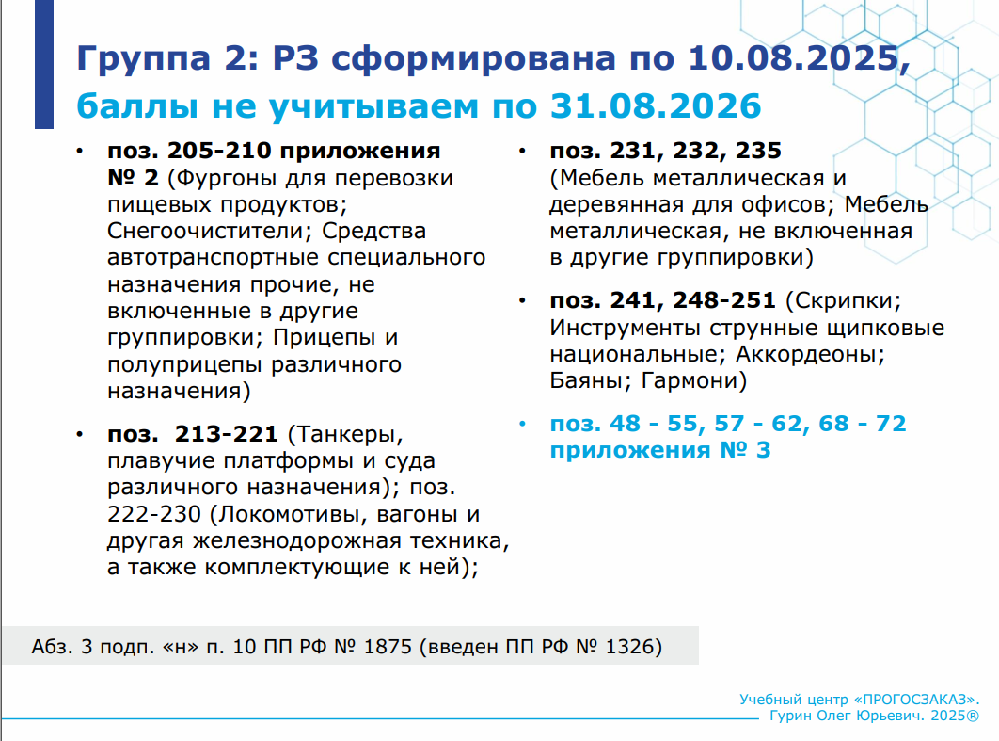 Группа 2: РЗ сформирована по 10.08.2025,
баллы не учитываем по 31.08.2026
• поз. 205-210 приложения
№ 2 (Фургоны для перевозки
пищевых продуктов;
Снегоочистители; Средства
автотранспортные специального
назначения прочие, не
включенные в другие
группировки; Прицепы и
полуприцепы различного
назначения)
• поз.  213-221 (Танкеры,
плавучие платформы и суда
различного назначения); поз.
222-230 (Локомотивы, вагоны и
другая железнодорожная техника,
а также комплектующие к ней);
• поз. 231, 232, 235
(Мебель металлическая и
деревянная для офисов; Мебель
металлическая, не включенная
в другие группировки)
• поз. 241, 248-251 (Скрипки;
Инструменты струнные щипковые
национальные; Аккордеоны;
Баяны; Гармони)
• поз. 48 - 55, 57 - 62, 68 - 72
приложения № 3
Абз. 3 подп. «н» п. 10 ПП РФ № 1875 (введен ПП РФ № 1326)
Учебный центр «ПРОГОСЗАКАЗ».
Гурин Олег Юрьевич. 2025®